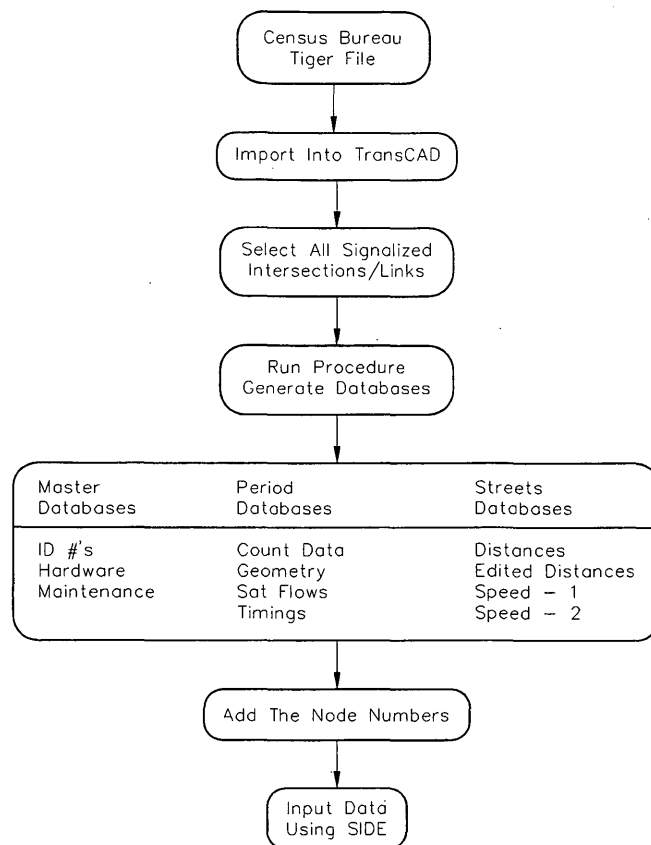 Census Bureau
Tiger File
Import Into TransCAD
Select All Signalized
Intersections/Links
Run Procedure
Generate Databases
Master Databases
Period Databases
Streets Databases
ID #'s
Hardware
Maintenance
Count Data
Geometry
Sat Flows
Timings
Distances
Edited Distances
Speed – 1
Speed – 2
Add The Node Numbers
Input Data
Using SIDE